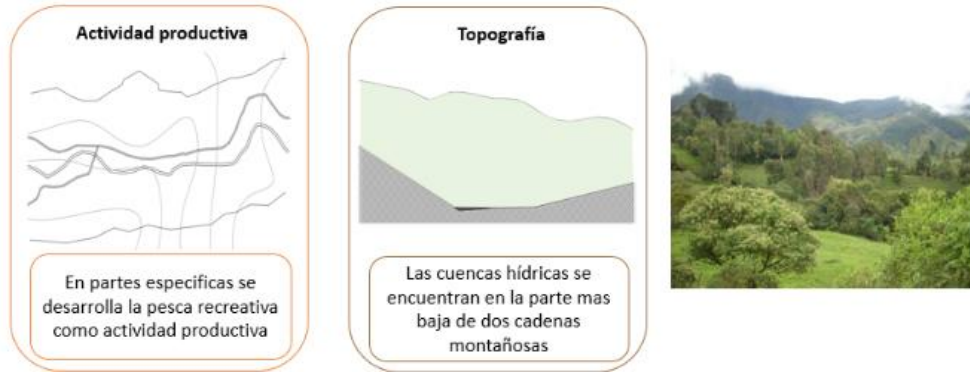 Actividad productiva
En partes especificas se
desarrolla la pesca recreativa
como actividad productiva
Topografía
Las cuencas hídricas se
encuentran en la parte mas
baja de dos cadenas
montañosas